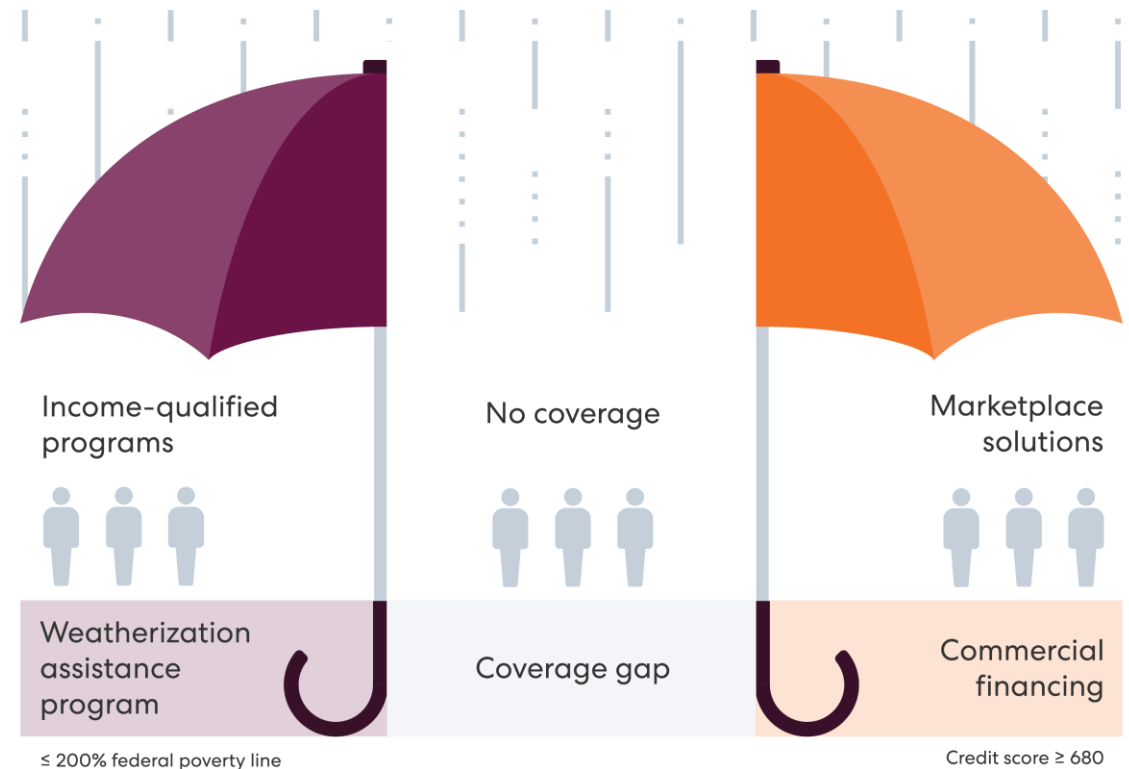 Income-qualified
programs
No coverage
Marketplace
solutions
Weatherization
assistance
program
Coverage gap
Commercial
financing
≤ 200% federal poverty line
Credit score ≥ 680